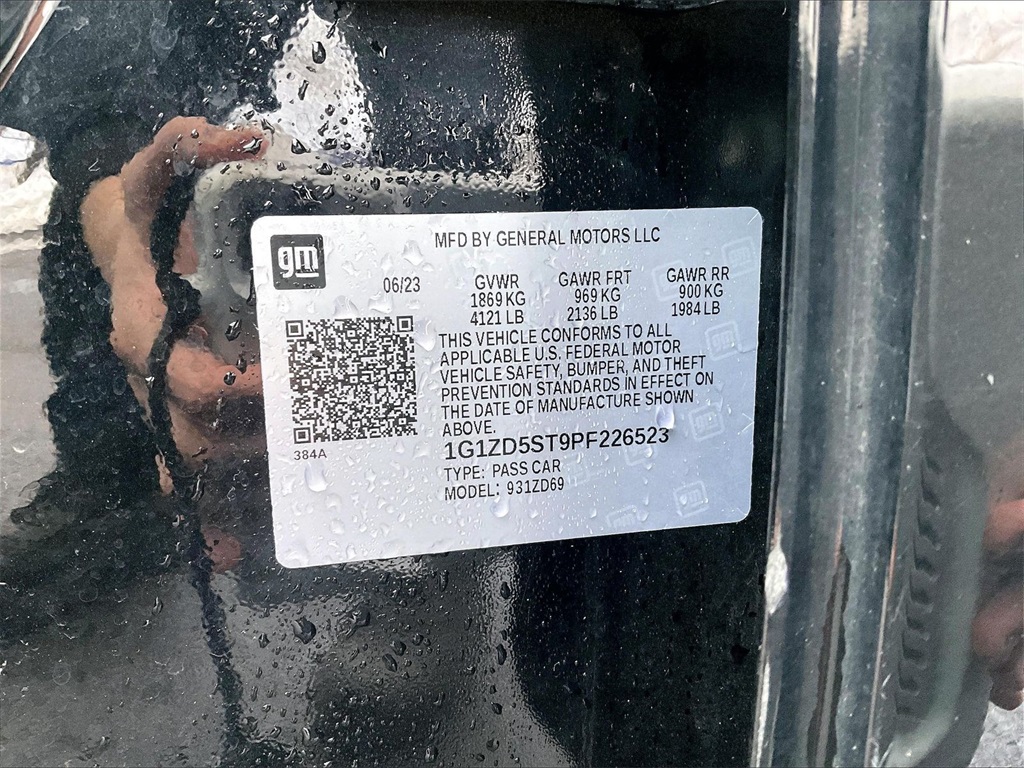 gm
MFD BY GENERAL MOTORS LLC
06/23 GVWR GAWR FRT GAWR RR
1869 KG 969 KG 900 KG
4121 LB 2136 LB 1984 LB
THIS VEHICLE CONFORMS TO ALL
APPLICABLE U.S. FEDERAL MOTOR
VEHICLE SAFETY, BUMPER, AND THEFT
PREVENTION STANDARDS IN EFFECT ON
THE DATE OF MANUFACTURE SHOWN
ABOVE.
384A
1G1ZD5ST9PF226523
TYPE: PASS CAR
MODEL: 931ZD69